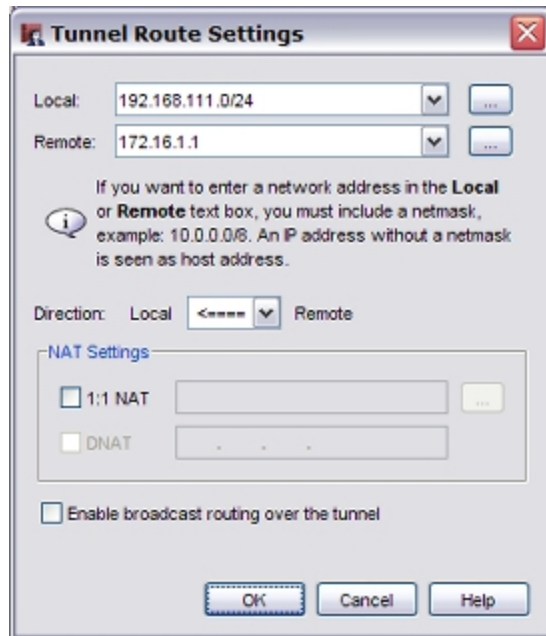 Tunnel Route Settings
Local: 192.168.111.0/24 ...
Remote: 172.16.1.1 ...
If you want to enter a network address in the Local
or Remote text box, you must include a netmask,
example: 10.0.0.0/8. An IP address without a netmask
is seen as host address.
Direction: Local <==== Remote
NAT Settings
1:1 NAT ...
DNAT . . .
Enable broadcast routing over the tunnel
OK Cancel Help